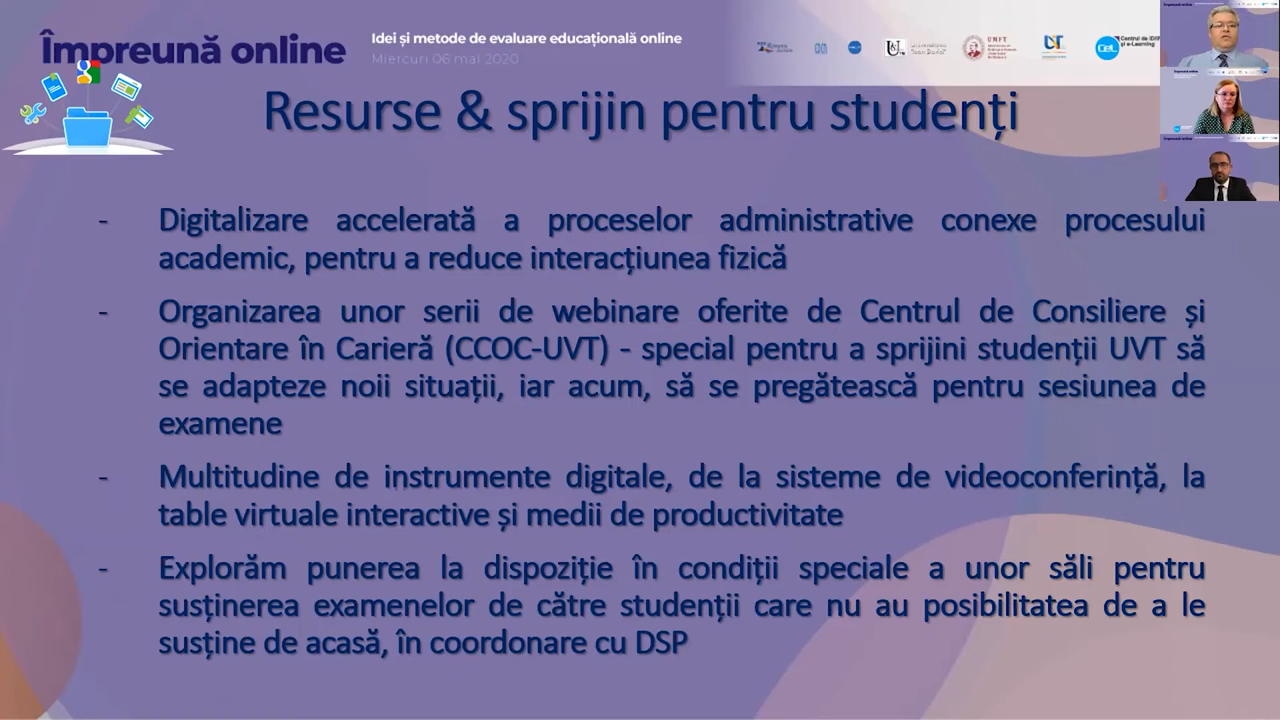 Împreună online
Idei și metode de evaluare educațională online
Miercuri 06 mai 2020
Resurse & sprijin pentru studenți
- Digitalizare accelerată a proceselor administrative conexe procesului
academic, pentru a reduce interacțiunea fizică
- Organizarea unor serii de webinare oferite de Centrul de Consiliere și
Orientare în Carieră (CCOC-UVT) - special pentru a sprijini studenții UVT să
se adapteze noii situații, iar acum, să se pregătească pentru sesiunea de
examene
- Multitudine de instrumente digitale, de la sisteme de videoconferință, la
table virtuale interactive și medii de productivitate
- Explorăm punerea la dispoziție în condiții speciale a unor săli pentru
susținerea examenelor de către studenții care nu au posibilitatea de a le
susține de acasă, în coordonare cu DSP